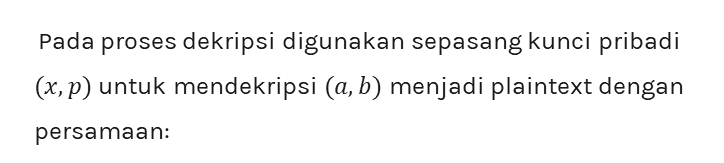 Pada proses dekripsi digunakan sepasang kunci pribadi
(x, p) untuk mendekripsi (a, b) menjadi plaintext dengan
persamaan: